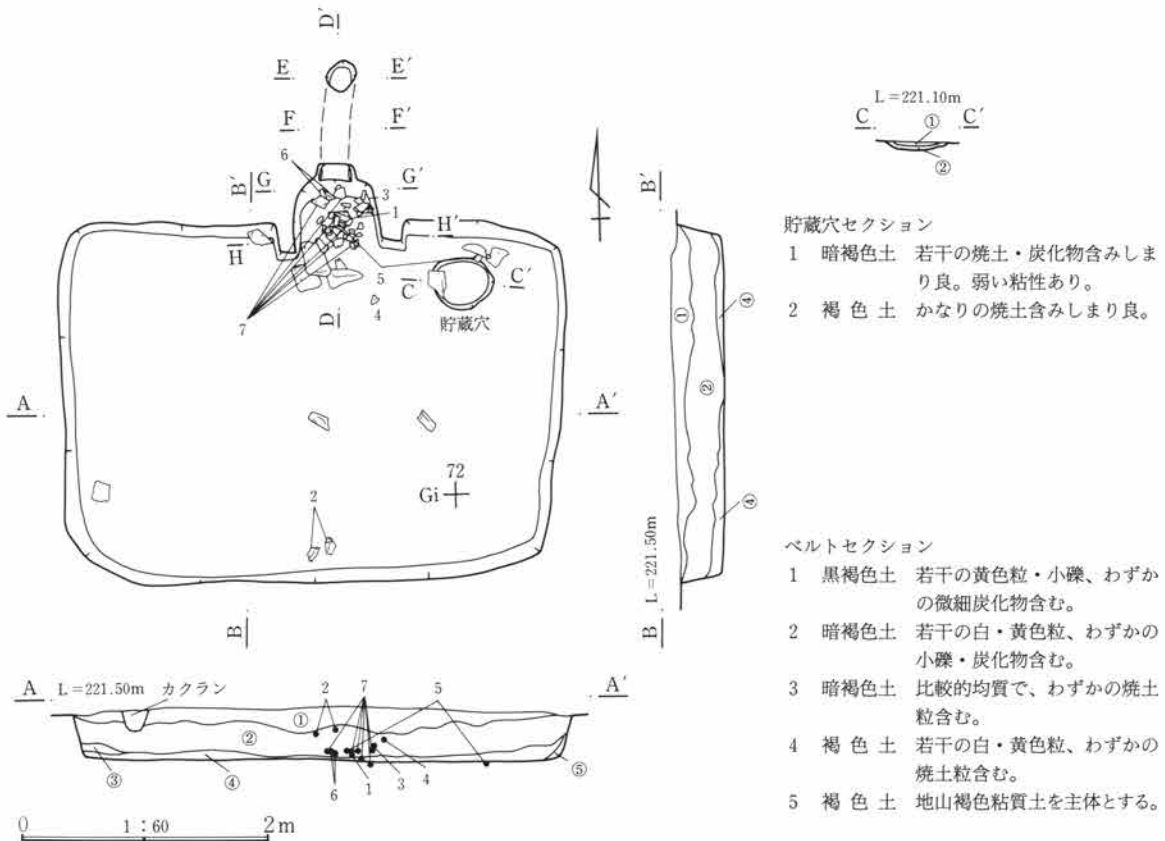 D′
E E′
L＝221.10m
C ① C′
②
F F′
6
B′ G G′ 3
1
H′
H
5
C C′
7
D 4
貯蔵穴
B′
貯蔵穴セクション
1 暗褐色土 若干の焼土・炭化物含みしま
り良。弱い粘性あり。
2 褐色土 かなりの焼土含みしまり良。
① ④
②
A A′
72
Gi
2
④
L＝221.50m
B B
ベルトセクション
1 黒褐色土 若干の黄色粒・小礫、わずか
の微細炭化物含む。
2 暗褐色土 若干の白・黄色粒、わずかの
小礫・炭化物含む。
3 暗褐色土 比較的均質で、わずかの焼土
粒含む。
4 褐色土 若干の白・黄色粒、わずかの
焼土粒含む。
5 褐色土 地山褐色粘質土を主体とする。
A L＝221.50m カクラン 2 7 5 A′
①
②
③ ④ 6 1 3 4 ⑤
0 1：60 2m